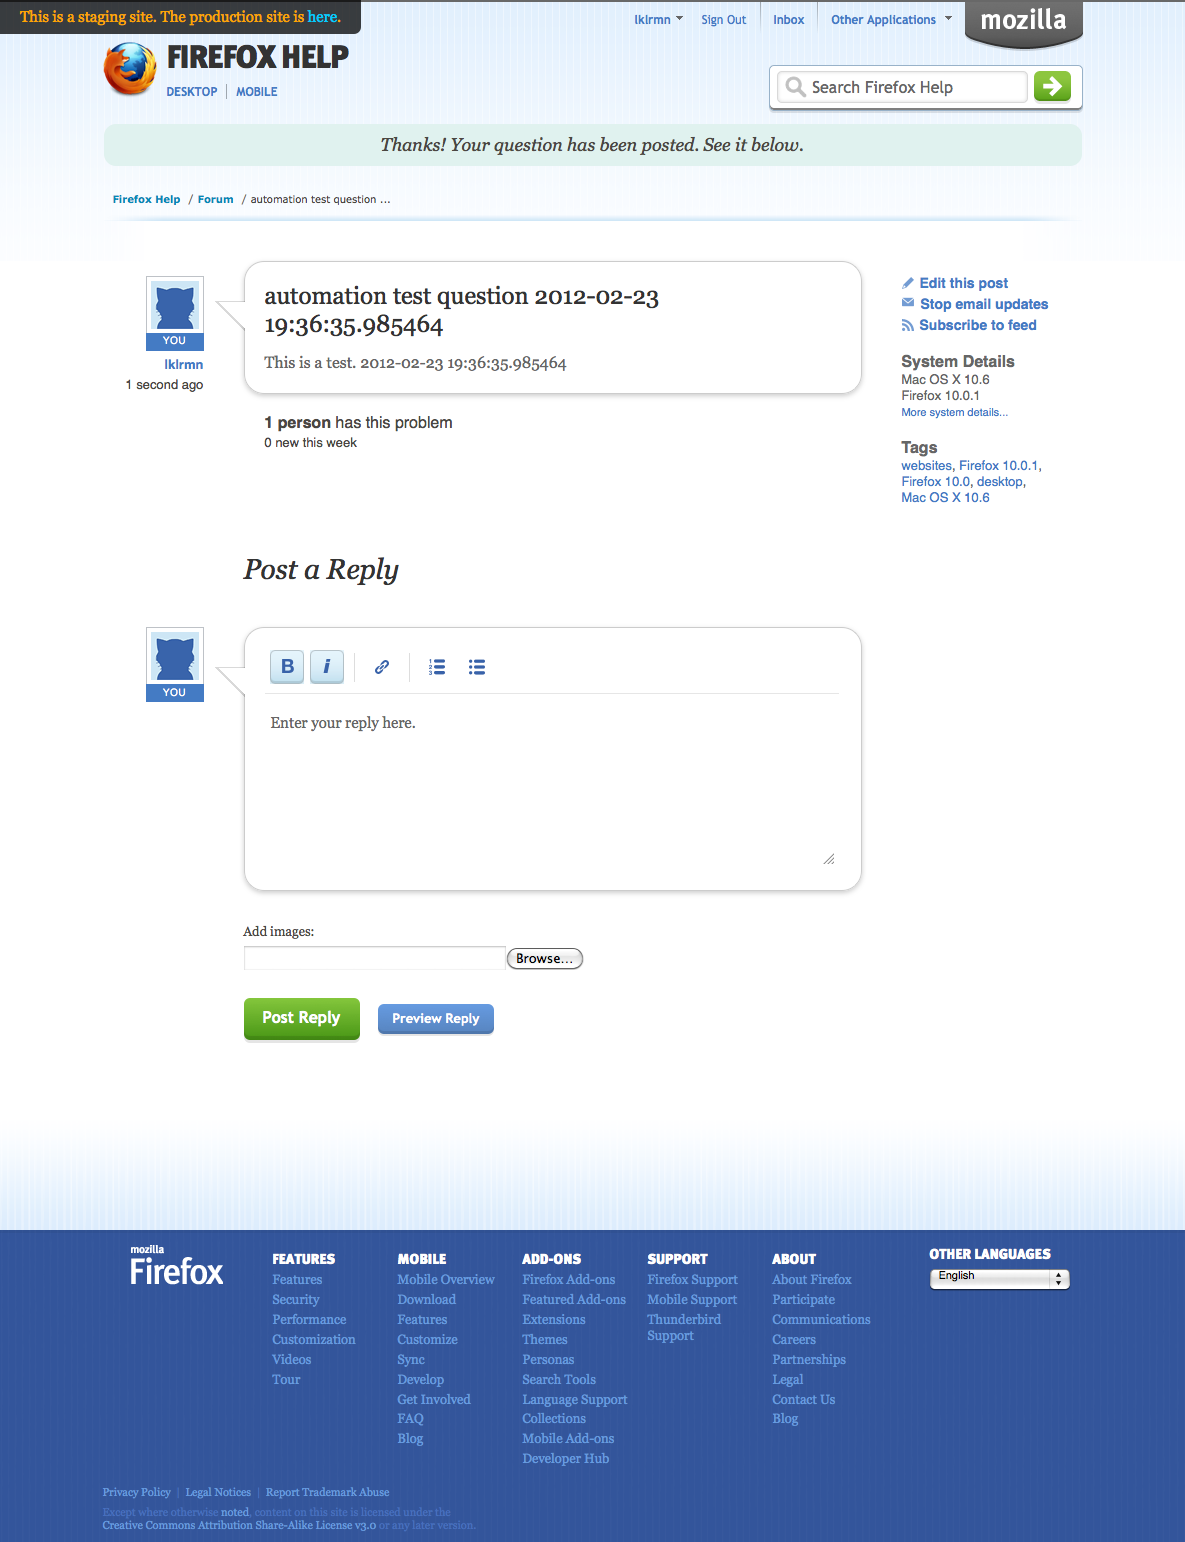 This is a staging site. The production site is here.
lklrmn Sign Out Inbox Other Applications mozilla
FIREFOX HELP
DESKTOP MOBILE
Search Firefox Help
Thanks! Your question has been posted. See it below.
Firefox Help / Forum / automation test question ...
automation test question 2012-02-23
19:36:35.985464
This is a test. 2012-02-23 19:36:35.985464
YOU
lklrmn
1 second ago
1 person has this problem
0 new this week
Edit this post
Stop email updates
Subscribe to feed
System Details
Mac OS X 10.6
Firefox 10.0.1
More system details...
Tags
websites, Firefox 10.0.1,
Firefox 10.0, desktop,
Mac OS X 10.6
Post a Reply
YOU
B i
1
2
3
Enter your reply here.
Add images:
Browse...
Post Reply Preview Reply
mozilla
Firefox
FEATURES
Features
Security
Performance
Customization
Videos
Tour
MOBILE
Mobile Overview
Download
Features
Customize
Sync
Develop
Get Involved
FAQ
Blog
ADD-ONS
Firefox Add-ons
Featured Add-ons
Extensions
Themes
Personas
Search Tools
Language Support
Collections
Mobile Add-ons
Developer Hub
SUPPORT
Firefox Support
Mobile Support
Thunderbird
Support
ABOUT
About Firefox
Participate
Communications
Careers
Partnerships
Legal
Contact Us
Blog
OTHER LANGUAGES
English
Privacy Policy | Legal Notices | Report Trademark Abuse
Except where otherwise noted, content on this site is licensed under the
Creative Commons Attribution Share-Alike License v3.0 or any later version.